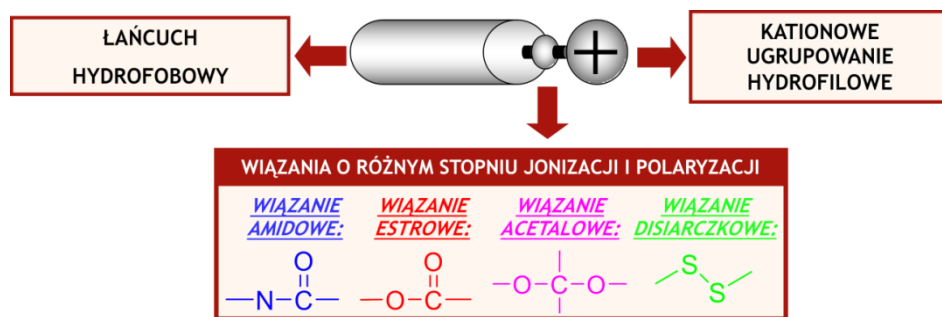 ŁAŃCUCH
HYDROFOBOWY
+
KATIONOWE
UGRUPOWANIE
HYDROFILOWE
WIĄZANIA O RÓŻNYM STOPNIU JONIZACJI I POLARYZACJI
WIĄZANIE
AMIDOWE:
WIĄZANIE
ESTROWE:
WIĄZANIE
ACETALOWE:
WIĄZANIE
DISIARCZKOWE:
O
N C
O
O C
O C O
S
S